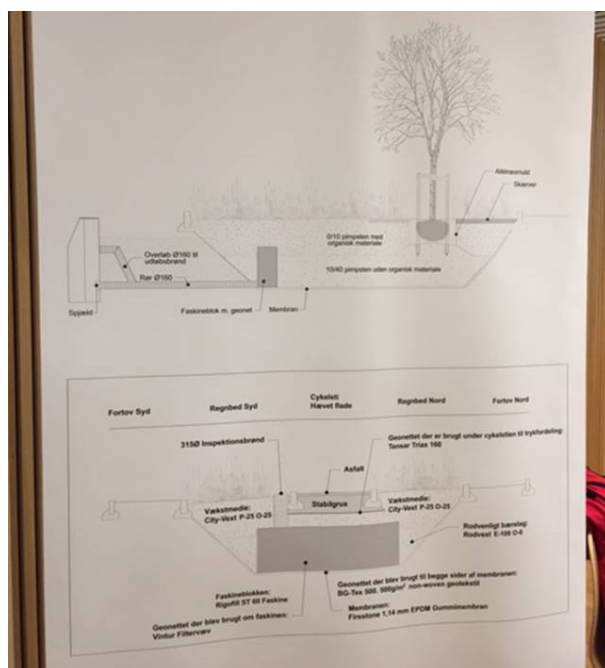 Allétræsmuld
Skærver
0/10 pimpsten med
organisk materiale
Overløb Ø160 til
udløbsbrønd
10/40 pimpsten uden organisk materiale
Rør Ø160
Spjæld
Faskineblok m. geonet
Membran
Fortov Syd
Regnbed Syd
Cykelsti
Hævet flade
Regnbed Nord
Fortov Nord
315Ø Inspektionsbrønd
Geonettet der er brugt under cykelstien til trykfordeling:
Tensar Triax 160
Asfalt
Stabilgrus
Vækstmedie:
City-Vext P-25 O-25
Vækstmedie:
City-Vext P-25 O-25
Rodvenligt bærelag:
Rodvext E-100 O-0
Faskineblokken:
Rigofill ST 60 Faskine
Geonettet der blev brugt til begge sider af membranen:
BG-Tex 500. 500g/m² non-woven geotekstil
Geonettet der blev brugt om faskinen:
Vintur Filtervæv
Membranen:
Firestone 1,14 mm EPDM Gummimembran